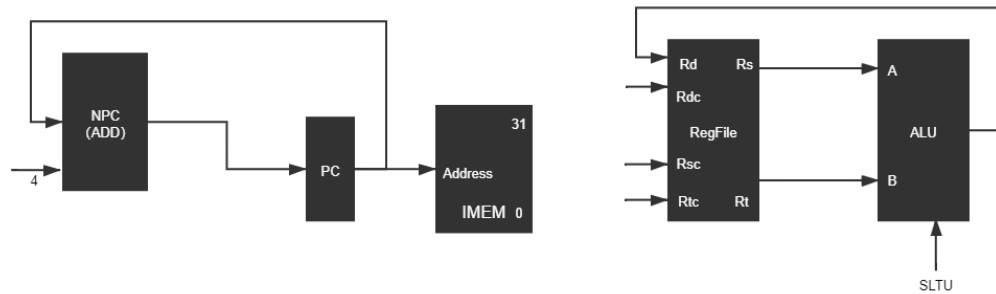 NPC
(ADD)
4
PC
31
Address
IMEM 0
Rd Rs
Rdc
RegFile
Rsc
Rtc Rt
A
ALU
B
SLTU